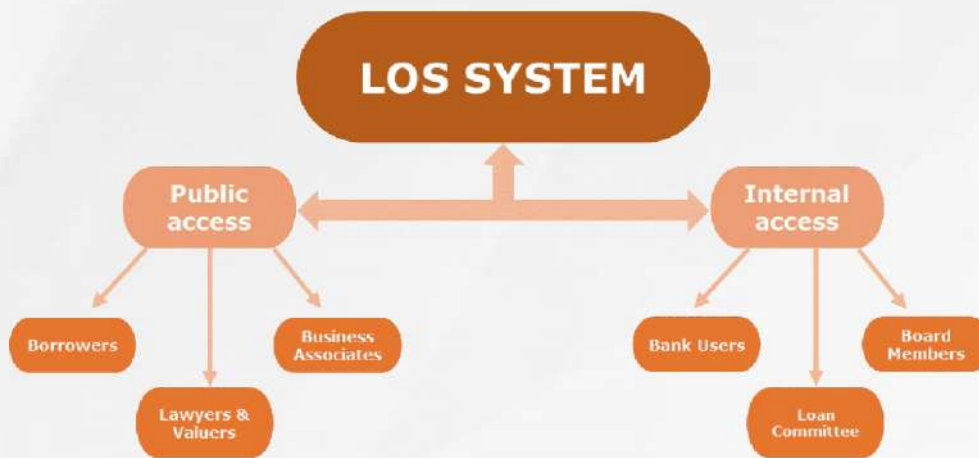 LOS SYSTEM
Public
access
Internal
access
Borrowers
Business
Associates
Lawyers &
Valuers
Bank Users
Board
Members
Loan
Committee